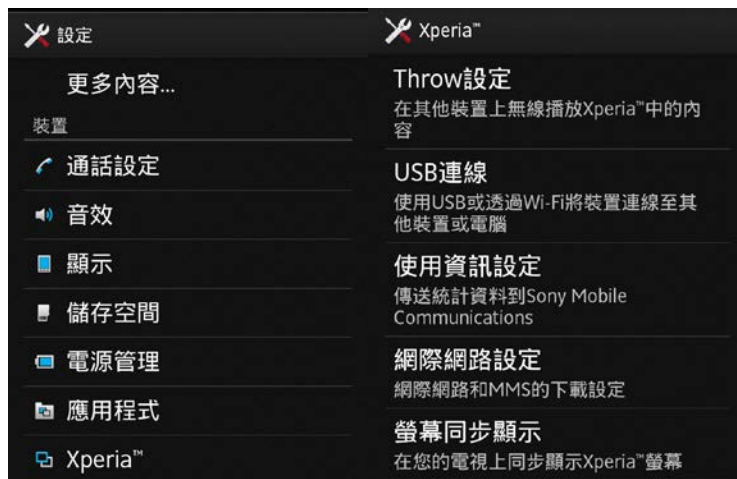 設定
更多內容...
裝置
通話設定
音效
顯示
儲存空間
電源管理
應用程式
Xperia™
Xperia™
Throw設定
在其他裝置上無線播放Xperia™中的內
容
USB連線
使用USB或透過Wi-Fi將裝置連線至其
他裝置或電腦
使用資訊設定
傳送統計資料到Sony Mobile
Communications
網際網路設定
網際網路和MMS的下載設定
螢幕同步顯示
在您的電視上同步顯示Xperia™螢幕